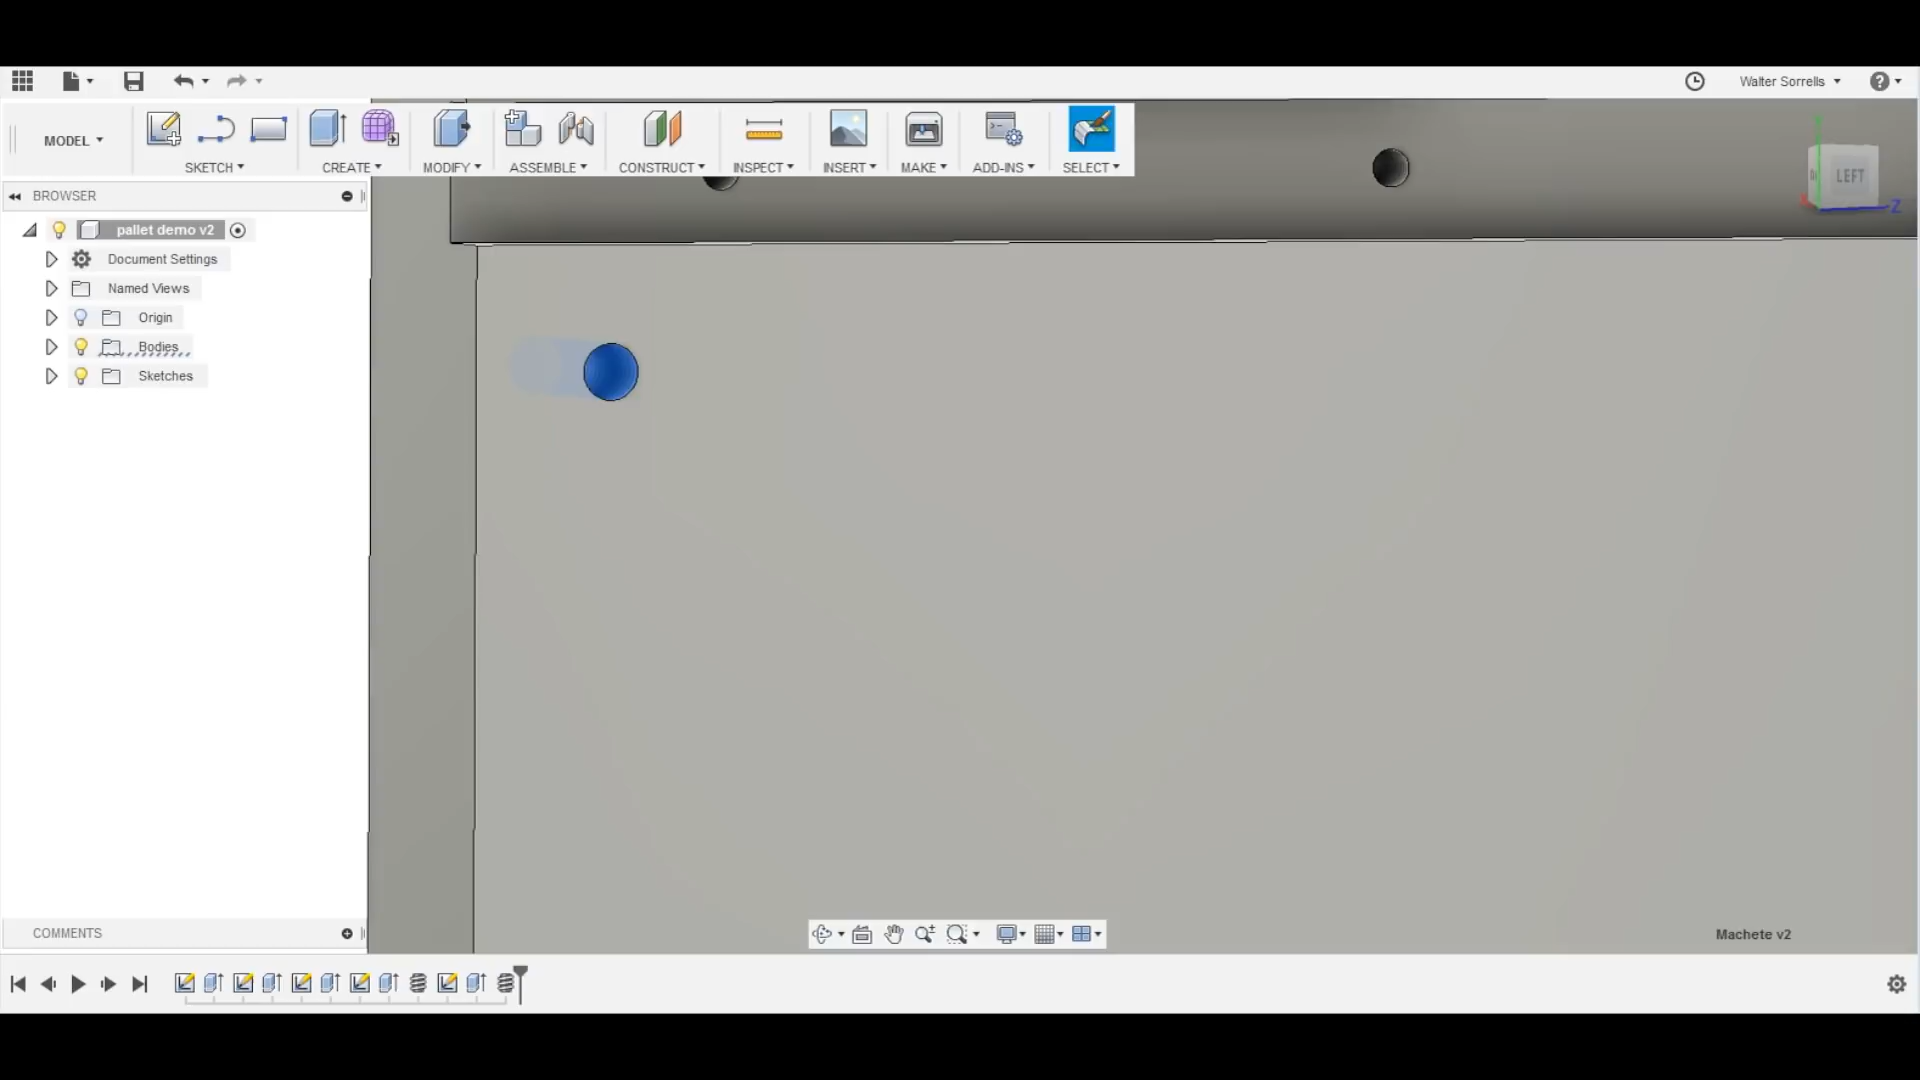 Walter Sorrells
MODEL
SKETCH
CREATE
MODIFY
ASSEMBLE
CONSTRUCT
INSPECT
INSERT
MAKE
ADD-INS
SELECT
LEFT
Z
BROWSER
pallet demo v2
Document Settings
Named Views
Origin
Bodies
Sketches
COMMENTS
Machete v2